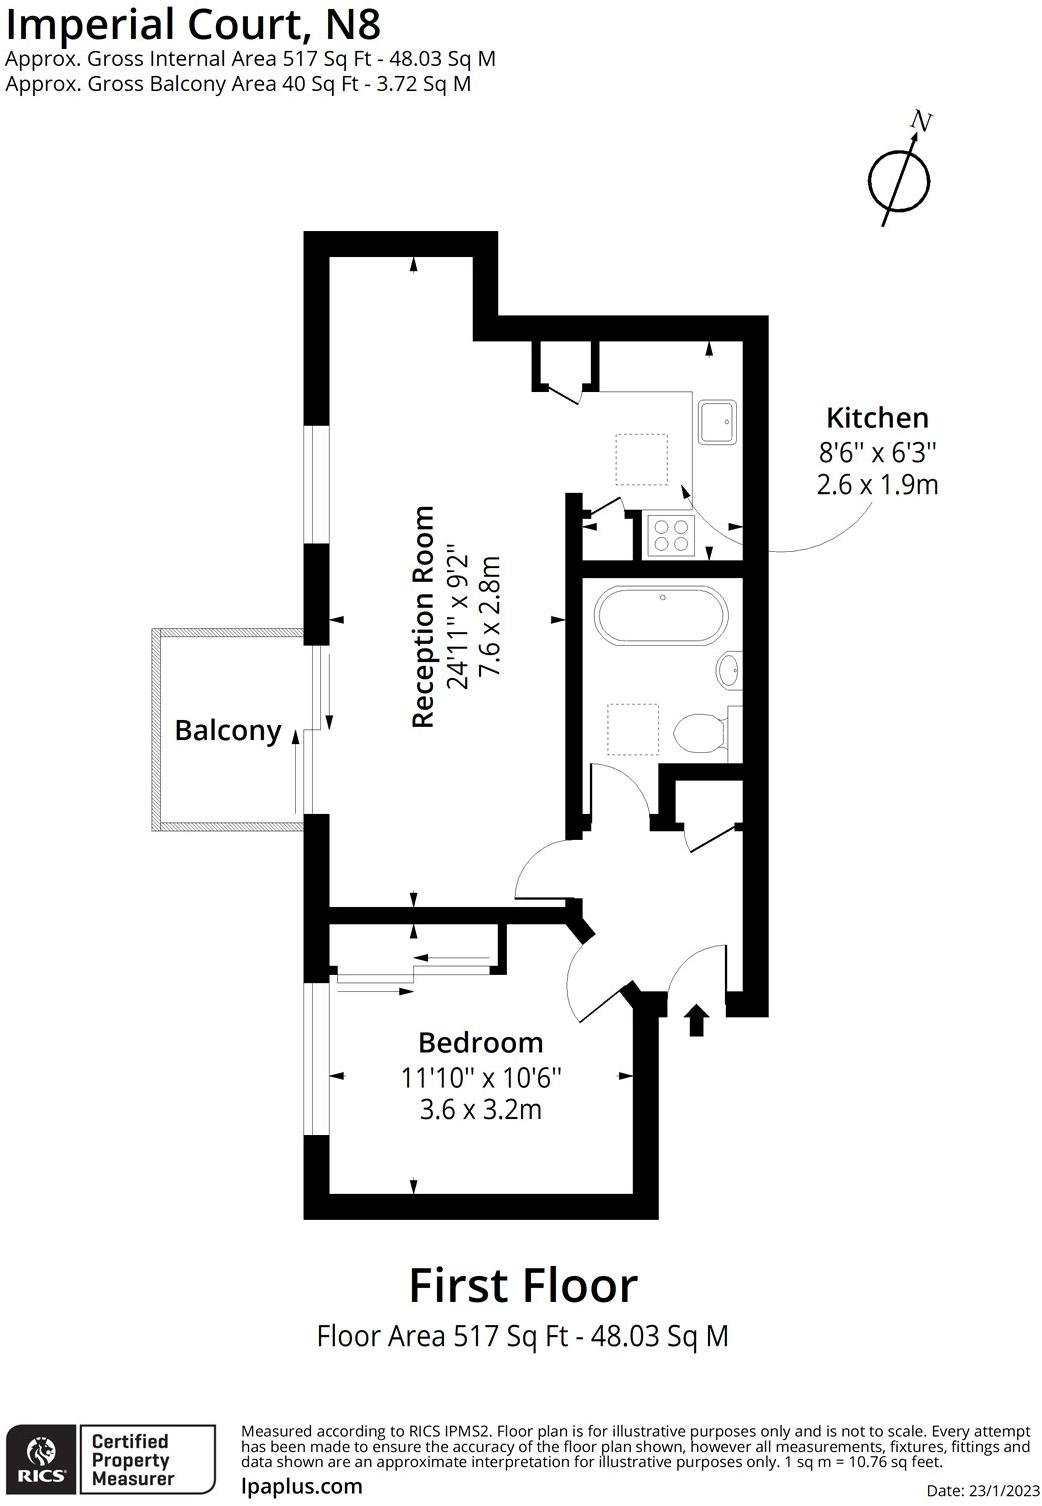 Imperial Court, N8
Approx. Gross Internal Area 517 Sq Ft - 48.03 Sq M
Approx. Gross Balcony Area 40 Sq Ft - 3.72 Sq M
N
Kitchen
8'6" x 6'3"
2.6 x 1.9m
Reception Room
24'11" x 9'2"
7.6 x 2.8m
Balcony
Bedroom
11'10" x 10'6"
3.6 x 3.2m
First Floor
Floor Area 517 Sq Ft - 48.03 Sq M
RICS
Certified
Property
Measurer
Measured according to RICS IPMS2. Floor plan is for illustrative purposes only and is not to scale. Every attempt
has been made to ensure the accuracy of the floor plan shown, however all measurements, fixtures, fittings and
data shown are an approximate interpretation for illustrative purposes only. 1 sq m = 10.76 sq feet.
lpaplus.com
Date: 23/1/2023